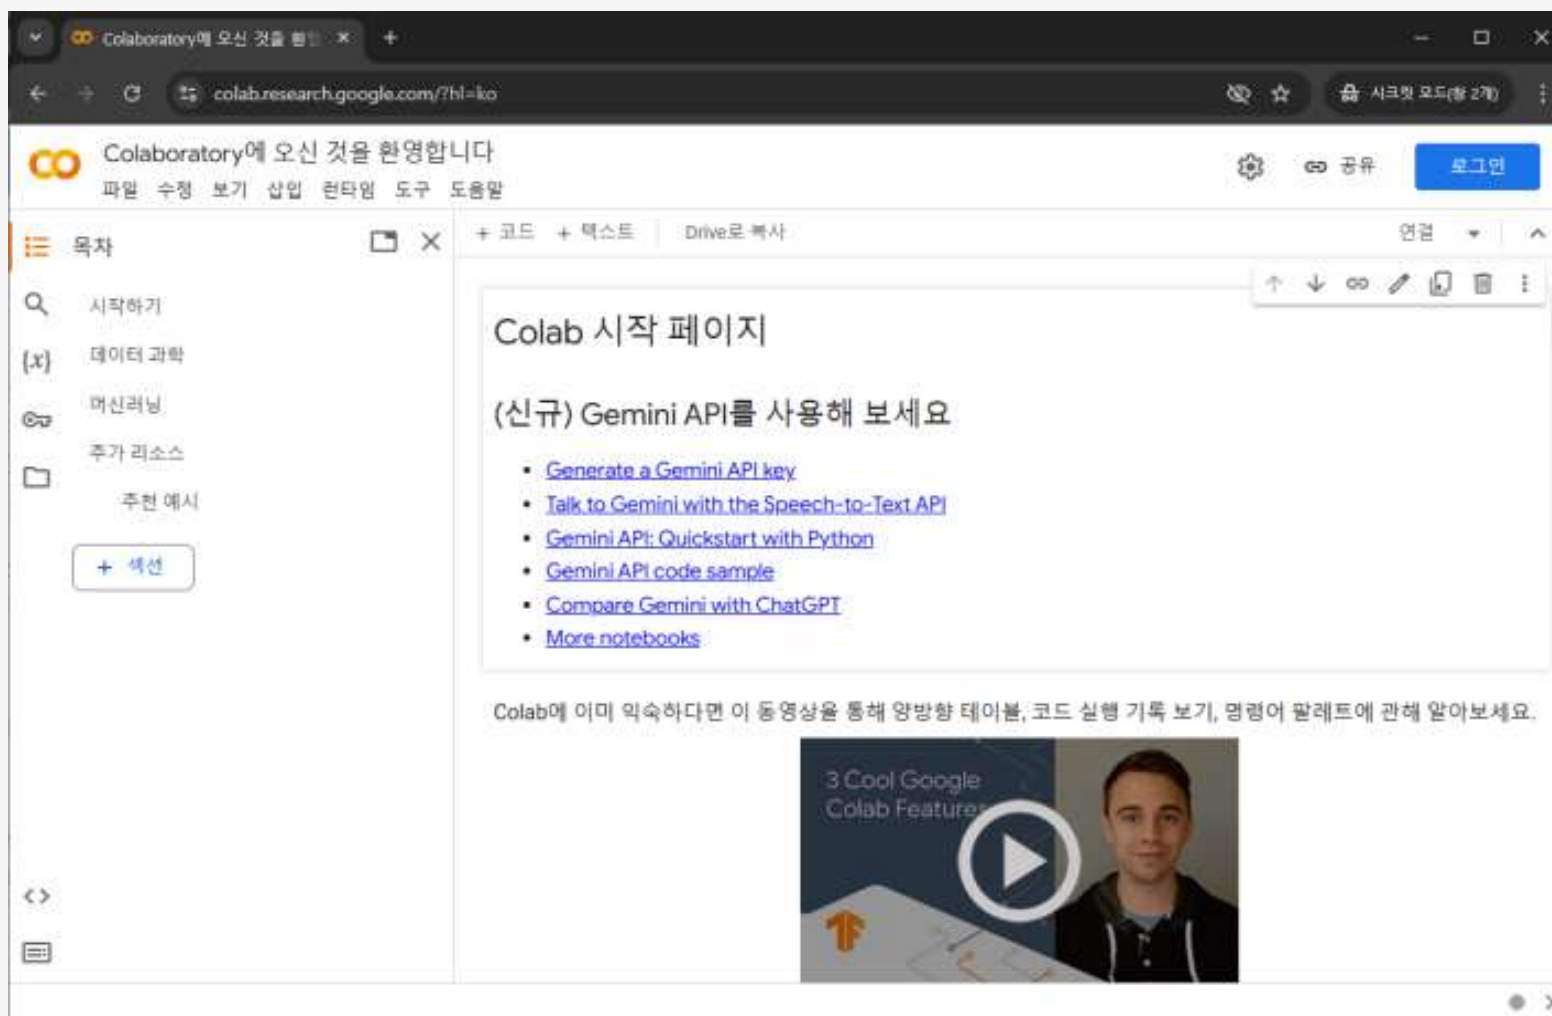 Colaboratory에 오신 것을 환영
colab.research.google.com/?hl=ko
시크릿 모드(창 2개)
Colaboratory에 오신 것을 환영합니다
파일 수정 보기 삽입 런타임 도구 도움말
공유
로그인
목차
+ 코드 + 텍스트 Drive로 복사
연결
시작하기
{x} 데이터 과학
머신러닝
추가 리소스
추천 예시
+ 섹션
Colab 시작 페이지
(신규) Gemini API를 사용해 보세요
• Generate a Gemini API key
• Talk to Gemini with the Speech-to-Text API
• Gemini API: Quickstart with Python
• Gemini API code sample
• Compare Gemini with ChatGPT
• More notebooks
Colab에 이미 익숙하다면 이 동영상을 통해 양방향 테이블, 코드 실행 기록 보기, 명령어 팔레트에 관해 알아보세요.
3 Cool Google
Colab Features